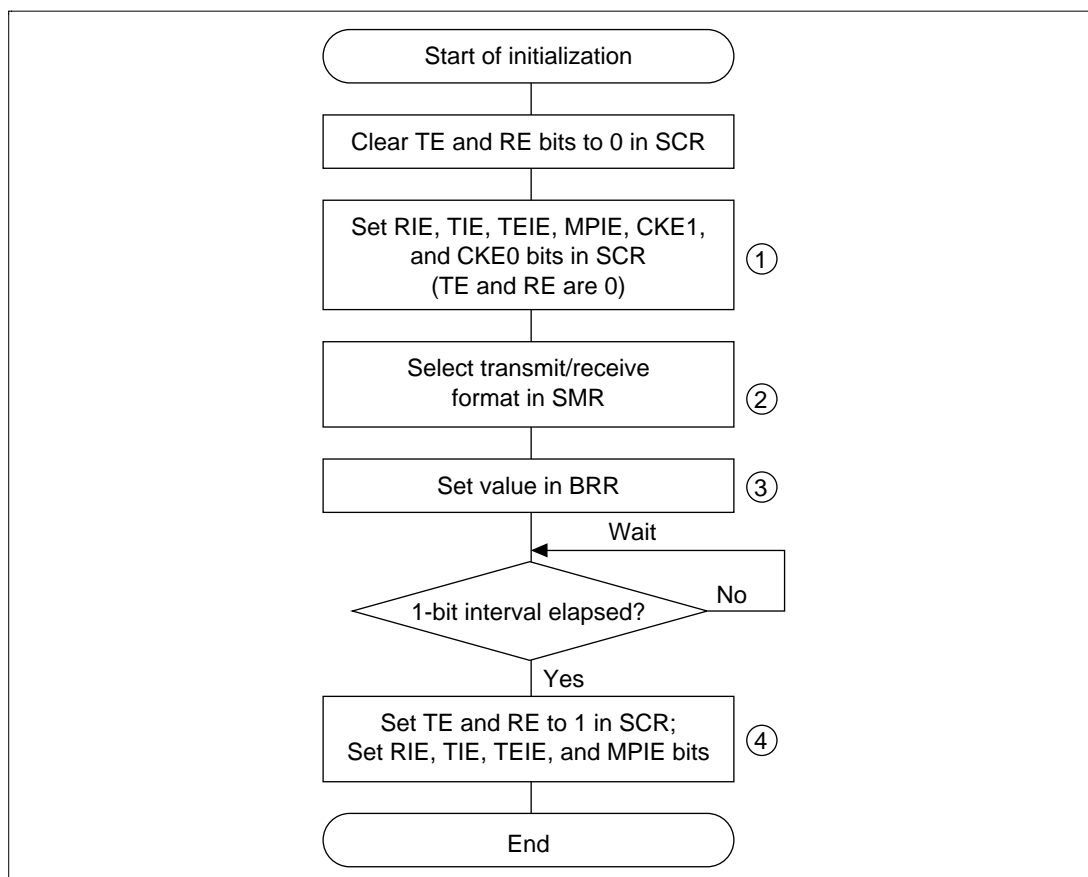 Start of initialization
Clear TE and RE bits to 0 in SCR
Set RIE, TIE, TEIE, MPIE, CKE1,
and CKE0 bits in SCR
(TE and RE are 0)
1
Select transmit/receive
format in SMR
2
Set value in BRR
3
Wait
1-bit interval elapsed?
No
Yes
Set TE and RE to 1 in SCR;
Set RIE, TIE, TEIE, and MPIE bits
4
End